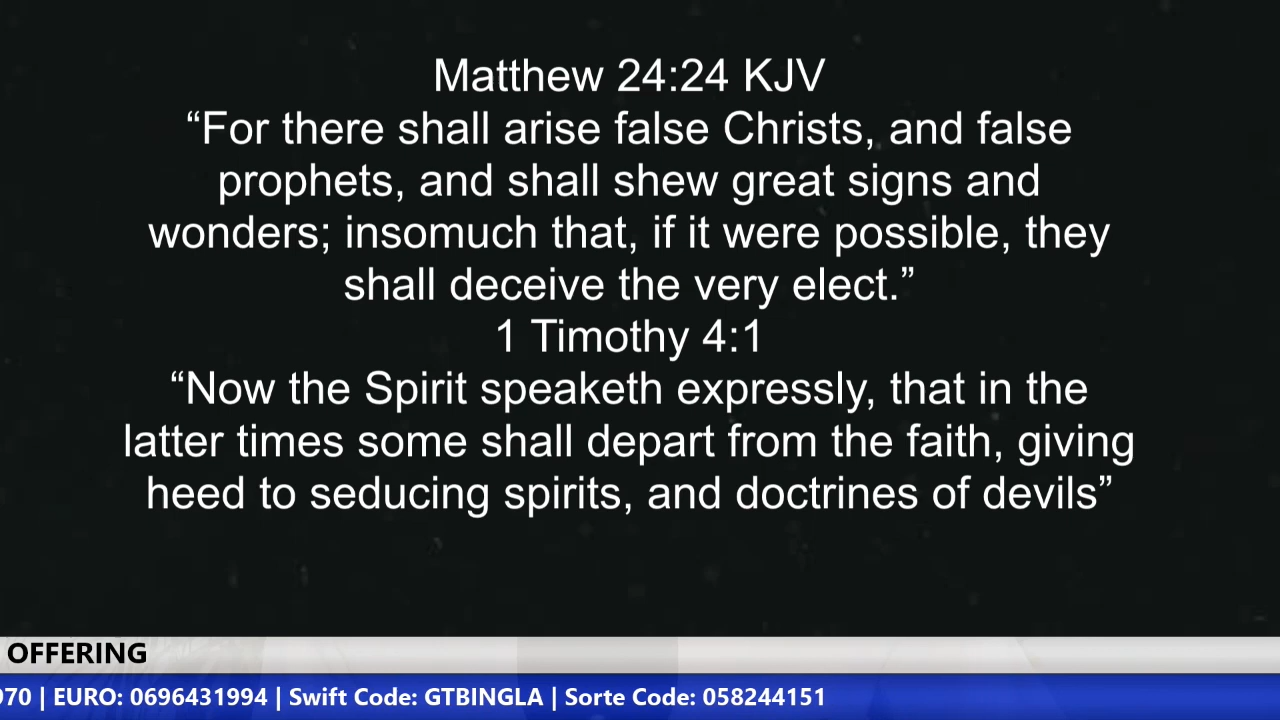 Matthew 24:24 KJV
“For there shall arise false Christs, and false
prophets, and shall shew great signs and
wonders; insomuch that, if it were possible, they
shall deceive the very elect.”
1 Timothy 4:1
“Now the Spirit speaketh expressly, that in the
latter times some shall depart from the faith, giving
heed to seducing spirits, and doctrines of devils”
OFFERING
970 | EURO: 0696431994 | Swift Code: GTBINGLA | Sorte Code: 058244151